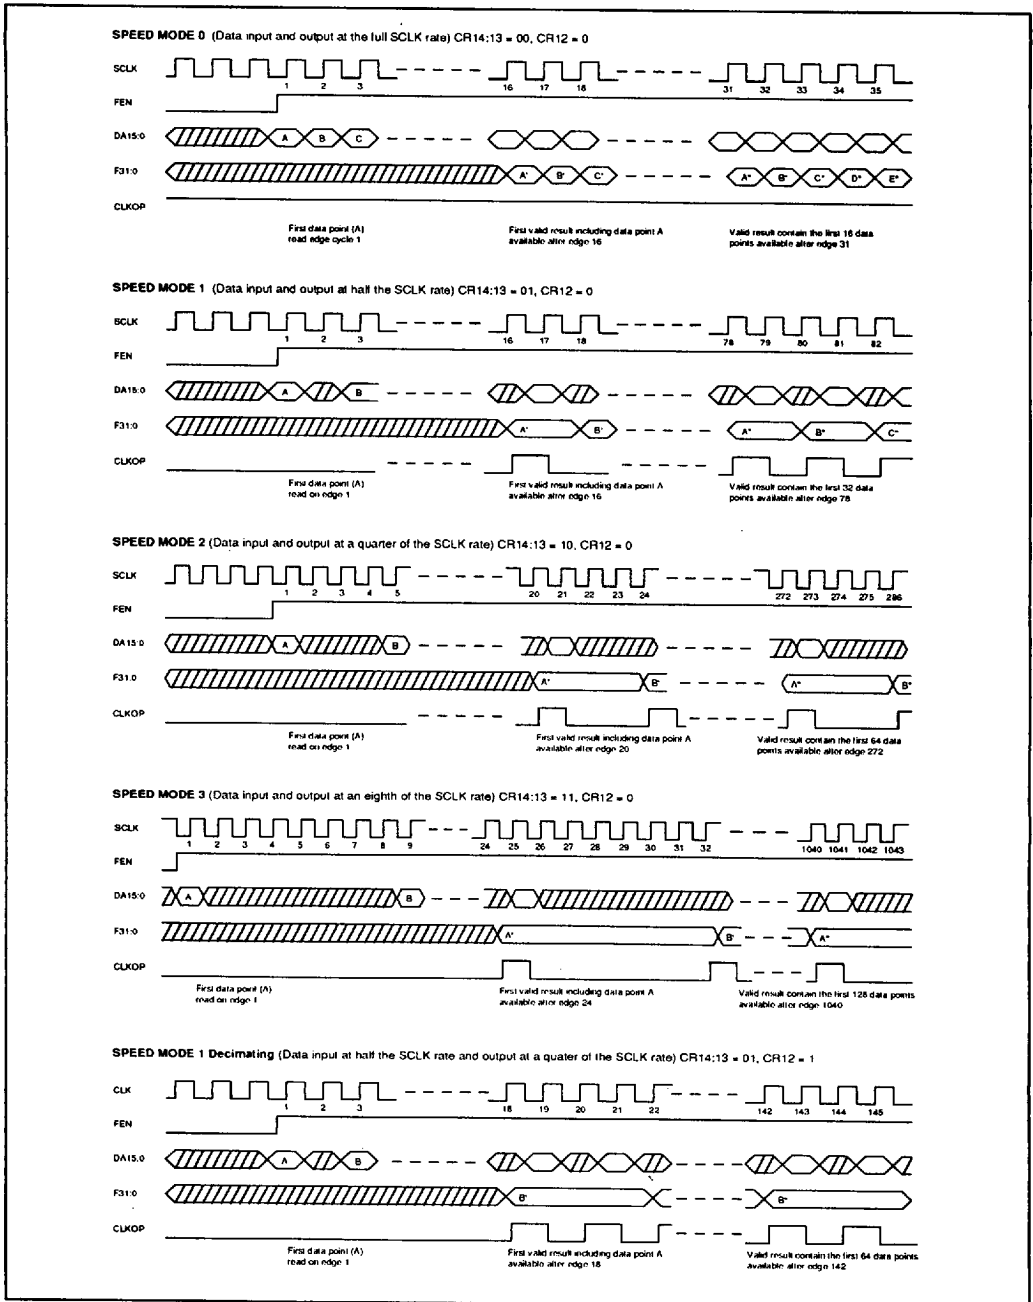 SPEED MODE 0 (Data input and output at the full SCLK rate) CR14:13 = 00, CR12 = 0
SCLK
1 2 3 16 17 18 31 32 33 34 35
FEN
DA15:0
A B C
F31:0
A' B' C' A" B" C" D" E"
CLKOP
First data point (A)
read edge cycle 1
First valid result including data point A
available after edge 16
Valid result contain the first 16 data
points available after edge 31
SPEED MODE 1 (Data input and output at half the SCLK rate) CR14:13 = 01, CR12 = 0
SCLK
1 2 3 16 17 18 78 79 80 81 82
FEN
DA15:0
A B
F31:0
A' B' A" B" C"
CLKOP
First data point (A)
read on edge 1
First valid result including data point A
available after edge 16
Valid result contain the first 32 data
points available after edge 78
SPEED MODE 2 (Data input and output at a quarter of the SCLK rate) CR14:13 = 10, CR12 = 0
SCLK
1 2 3 4 5 20 21 22 23 24 272 273 274 275 286
FEN
DA15:0
A B
F31:0
A' B' A" B"
CLKOP
First data point (A)
read on edge 1
First valid result including data point A
available after edge 20
Valid result contain the first 64 data
points available after edge 272
SPEED MODE 3 (Data input and output at an eighth of the SCLK rate) CR14:13 = 11, CR12 = 0
SCLK
1 2 3 4 5 6 7 8 9 24 25 26 27 28 29 30 31 32 1040 1041 1042 1043
FEN
DA15:0
A B
F31:0
A' B' A"
CLKOP
First data point (A)
read on edge 1
First valid result including data point A
available after edge 24
Valid result contain the first 128 data points
available after edge 1040
SPEED MODE 1 Decimating (Data input at half the SCLK rate and output at a quater of the SCLK rate) CR14:13 = 01, CR12 = 1
CLK
1 2 3 18 19 20 21 22 142 143 144 145
FEN
DA15:0
A B
F31:0
B' B"
CLKOP
First data point (A)
read on edge 1
First valid result including data point A
available after edge 18
Valid result contain the first 64 data points
available after edge 142